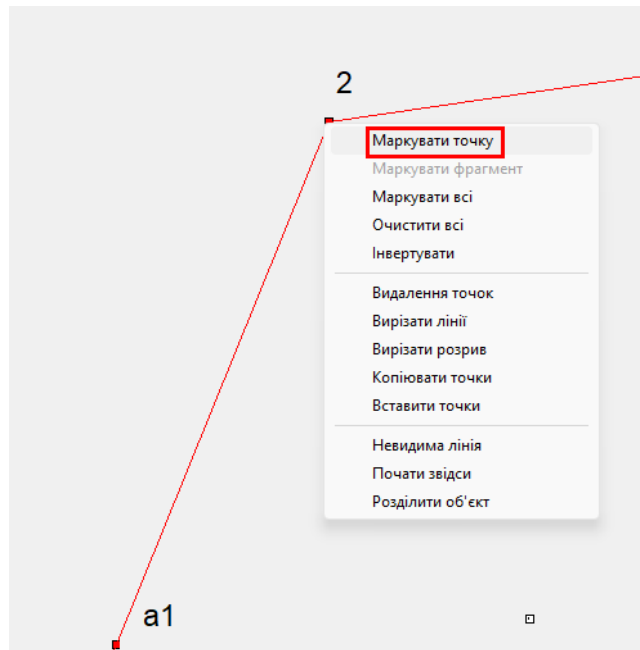 2
Маркувати точку
Маркувати фрагмент
Маркувати всі
Очистити всі
Інвертувати
Видалення точок
Вирізати лінії
Вирізати розрив
Копіювати точки
Вставити точки
Невидима лінія
Почати звідси
Розділити об'єкт
a1